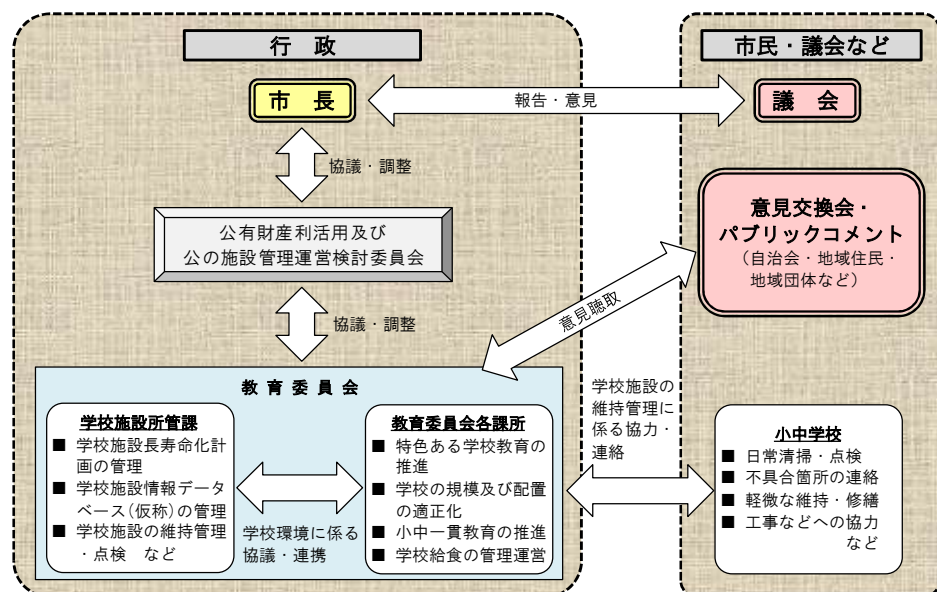 行 政
市 長
協議・調整
公有財産利活用及び
公の施設管理運営検討委員会
協議・調整
教 育 委 員 会
学校施設所管課
■ 学校施設長寿命化計
画の管理
■ 学校施設情報データ
ベース(仮称)の管理
■ 学校施設の維持管理
・点検 など
学校環境に係る
協議・連携
教育委員会各課所
■ 特色ある学校教育の
推進
■ 学校の規模及び配置
の適正化
■ 小中一貫教育の推進
■ 学校給食の管理運営
報告・意見
意見聴取
学校施設の
維持管理に
係る協力・
連絡
市民・議会など
議 会
意見交換会・
パブリックコメント
（自治会・地域住民・
地域団体など）
小中学校
■ 日常清掃・点検
■ 不具合箇所の連絡
■ 軽微な維持・修繕
■ 工事などへの協力
など